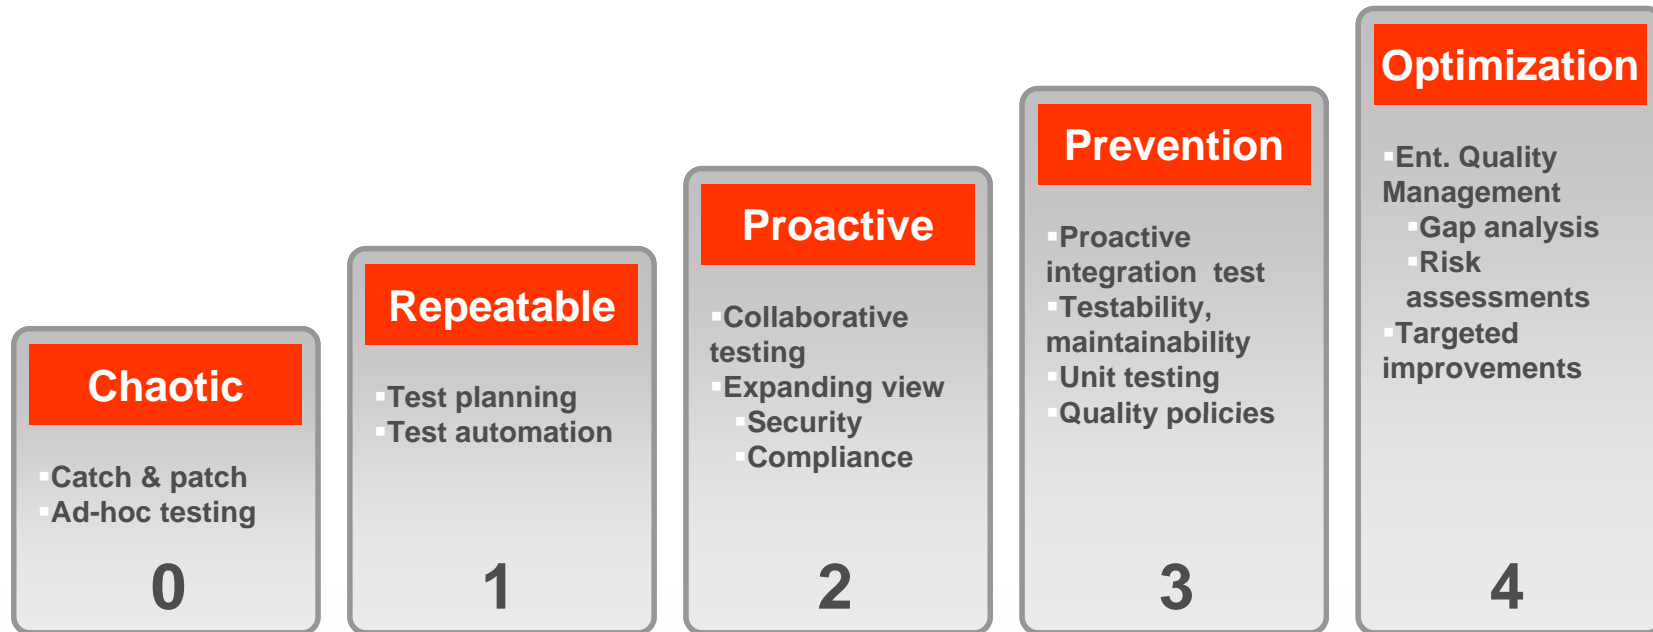 Chaotic
▪Catch & patch
▪Ad-hoc testing
0
Repeatable
▪Test planning
▪Test automation
1
Proactive
▪Collaborative
testing
▪Expanding view
▪Security
▪Compliance
2
Prevention
▪Proactive
integration  test
▪Testability,
maintainability
▪Unit testing
▪Quality policies
3
Optimization
▪Ent. Quality
Management
▪Gap analysis
▪Risk
assessments
▪Targeted
improvements
4